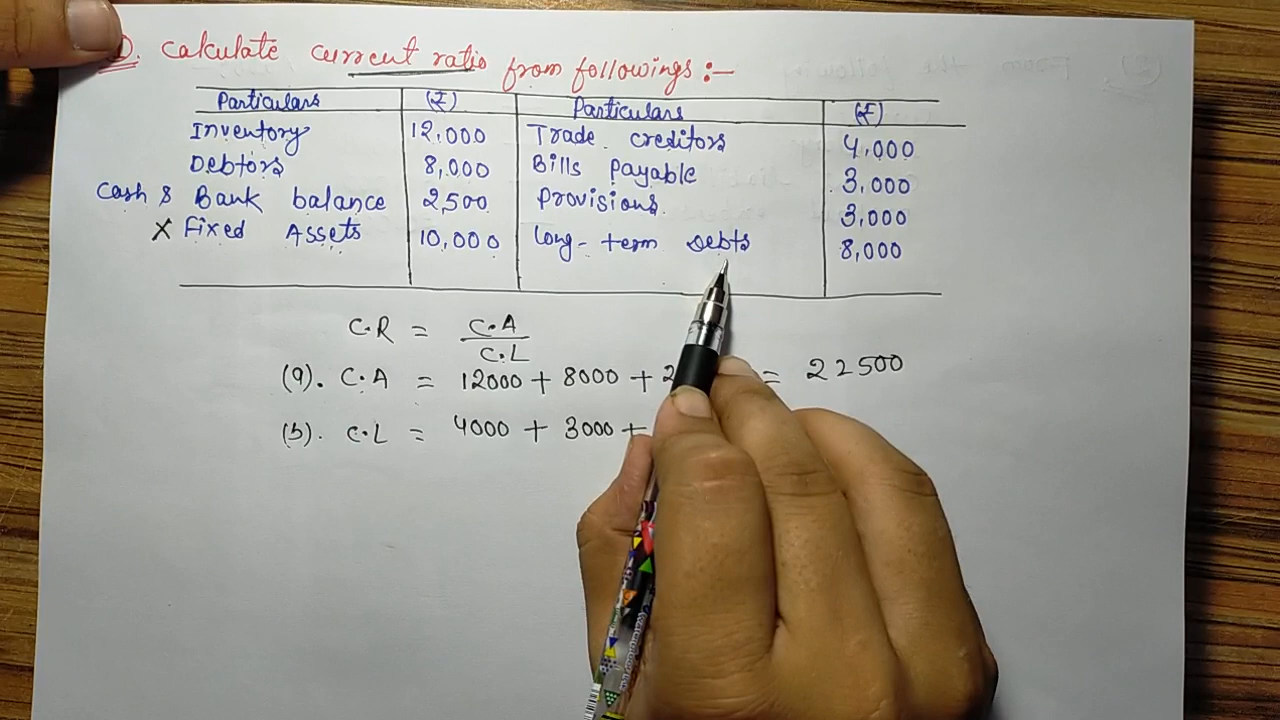 calculate current ratio from followings :-
Particulars (₹) Particulars (₹)
Inventory 12,000 Trade creditors 4,000
Debtors 8,000 Bills Payable 3,000
Cash & Bank balance 2,500 Provisions 3,000
X Fixed Assets 10,000 Long-term Debts 8,000
C.R = C.A
C.L
(a). C.A = 12000 + 8000 + 2 = 22500
(b). C.L = 4000 + 3000 +